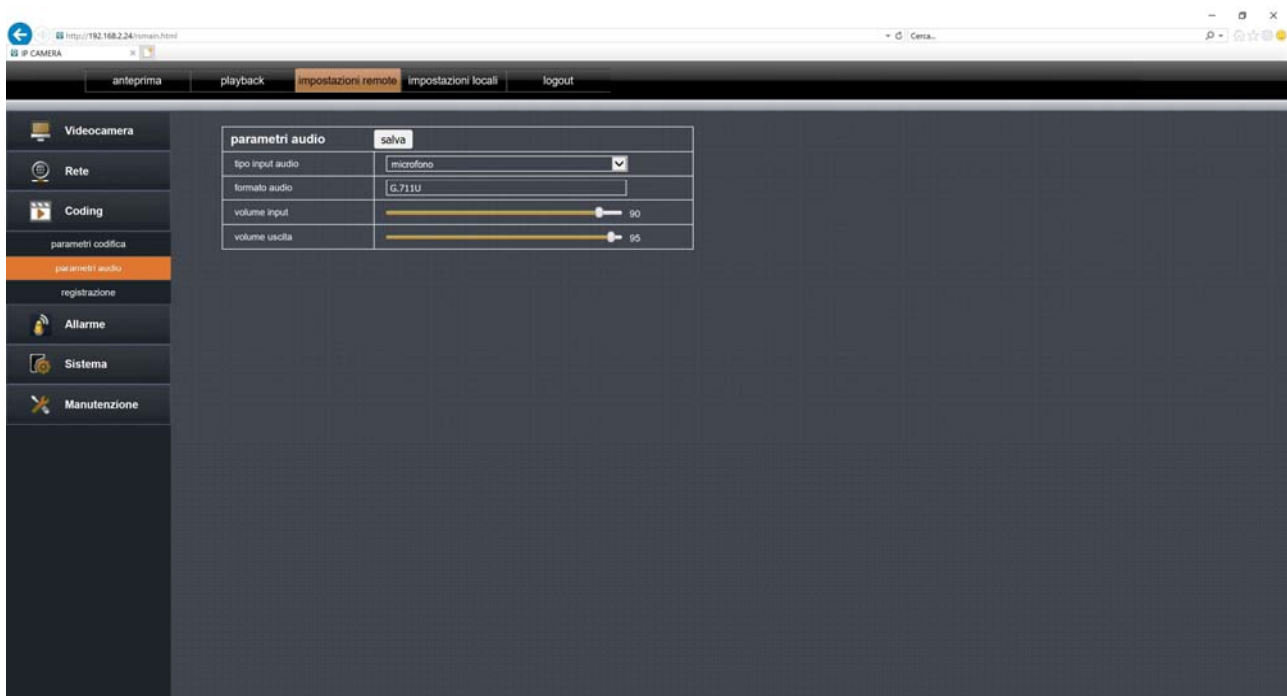 http://192.168.2.24/nsmain.html
Cerca...
IP CAMERA
anteprima
playback
impostazioni remote
impostazioni locali
logout
Videocamera
Rete
Coding
parametri codifica
parametri audio
registrazione
Allarme
Sistema
Manutenzione
parametri audio
salva
tipo input audio
microfono
formato audio
G.711U
volume input
90
volume uscita
95